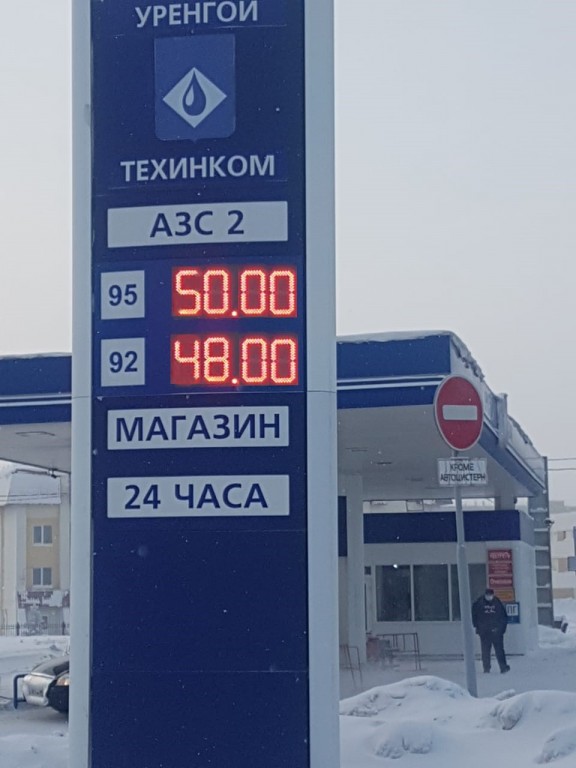 УРЕНГОЙ
ТЕХИНКОМ
АЗС 2
95 50.00
92 48.00
МАГАЗИН
24 ЧАСА
КРОМЕ
АВТОЦИСТЕРН